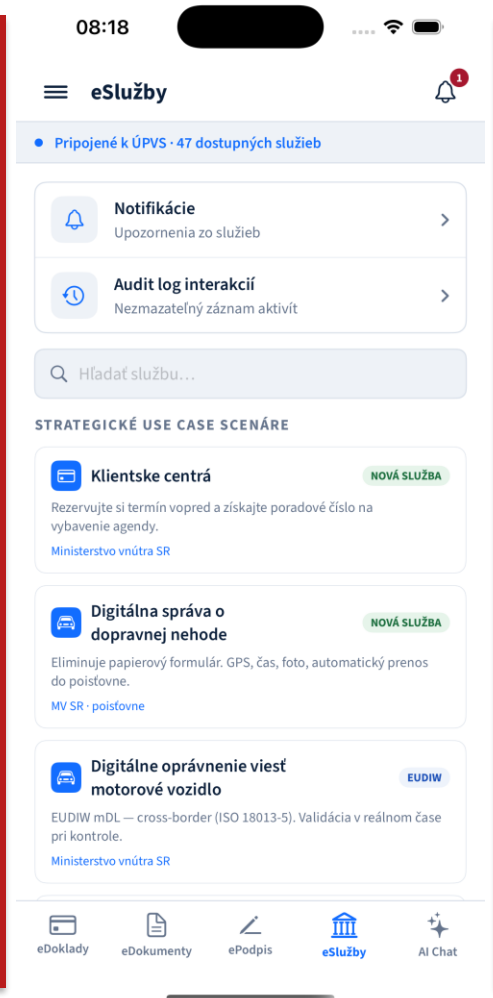 08:18
eSlužby
1
Pripojené k ÚPVS · 47 dostupných služieb
Notifikácie
Upozornenia zo služieb
Audit log interakcií
Nezmazateľný záznam aktivít
Hľadať službu…
STRATEGICKÉ USE CASE SCENÁRE
Klientske centrá
NOVÁ SLUŽBA
Rezervujte si termín vopred a získajte poradové číslo na
vybavenie agendy.
Ministerstvo vnútra SR
Digitálna správa o
dopravnej nehode
NOVÁ SLUŽBA
Eliminuje papierový formulár. GPS, čas, foto, automatický prenos
do poisťovne.
MV SR · poisťovne
Digitálne oprávnenie viesť
motorové vozidlo
EUDIW
EUDIW mDL — cross-border (ISO 18013-5). Validácia v reálnom čase
pri kontrole.
Ministerstvo vnútra SR
eDoklady
eDokumenty
ePodpis
eSlužby
AI Chat